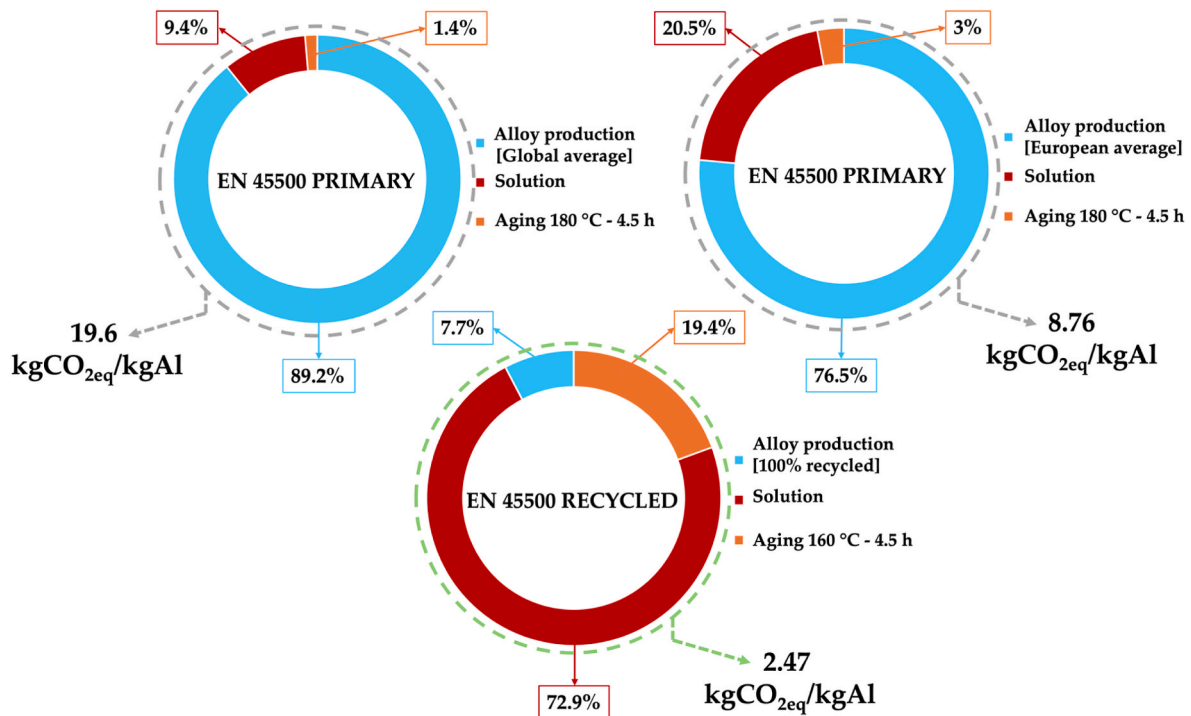 9.4%
1.4%
EN 45500 PRIMARY
Alloy production
[Global average]
Solution
Aging 180 °C - 4.5 h
19.6
kgCO₂eq/kgAl
89.2%
20.5%
3%
EN 45500 PRIMARY
Alloy production
[European average]
Solution
Aging 180 °C - 4.5 h
8.76
kgCO₂eq/kgAl
76.5%
7.7%
19.4%
EN 45500 RECYCLED
Alloy production
[100% recycled]
Solution
Aging 160 °C - 4.5 h
2.47
kgCO₂eq/kgAl
72.9%